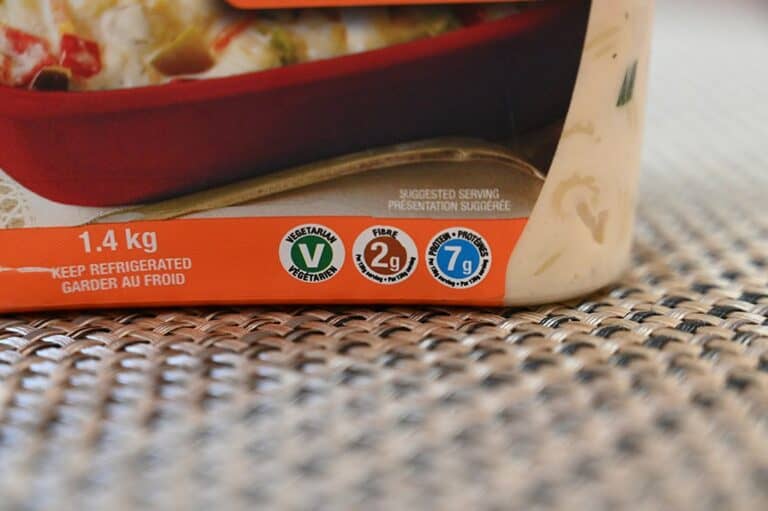 SUGGESTED SERVING
PRÉSENTATION SUGGÉRÉE
1.4 kg
KEEP REFRIGERATED
GARDER AU FROID
VEGETARIAN
V
VÉGÉTARIEN
FIBRE
2g
PROTEIN • PROTÉINES
7g